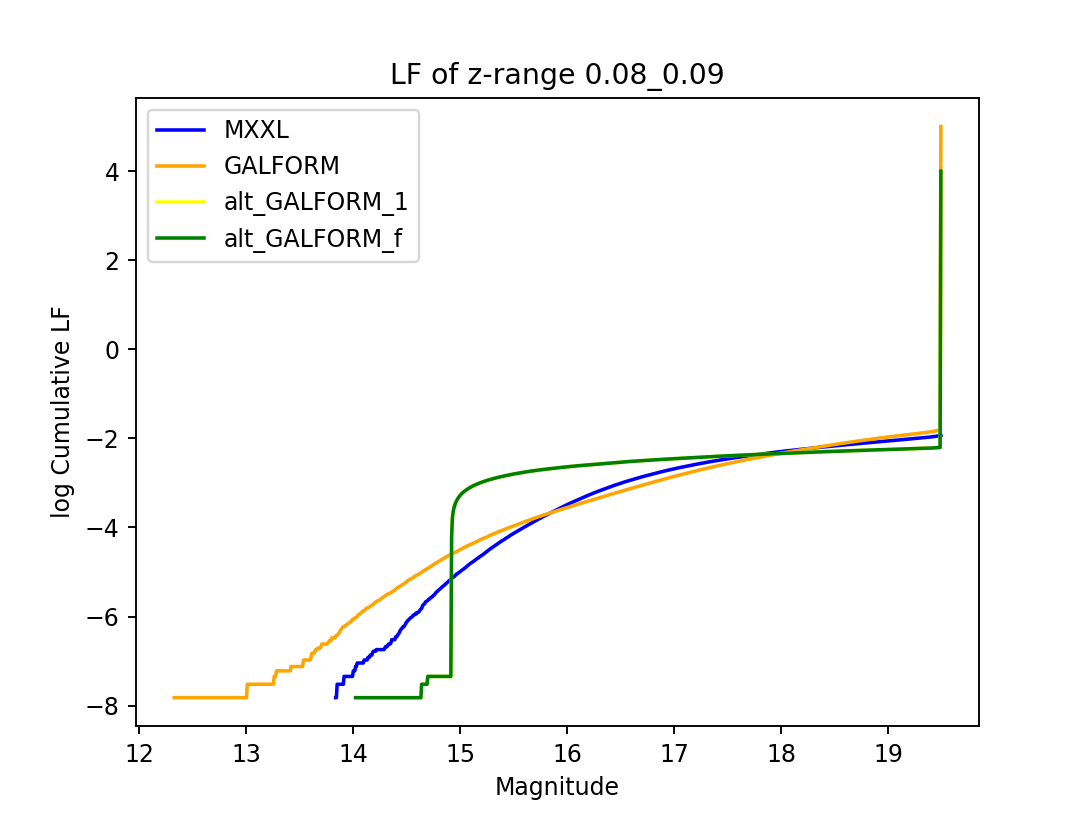 LF of z-range 0.08_0.09
MXXL
GALFORM
alt_GALFORM_1
alt_GALFORM_f
log Cumulative LF
4
2
0
−2
−4
−6
−8
12 13 14 15 16 17 18 19
Magnitude